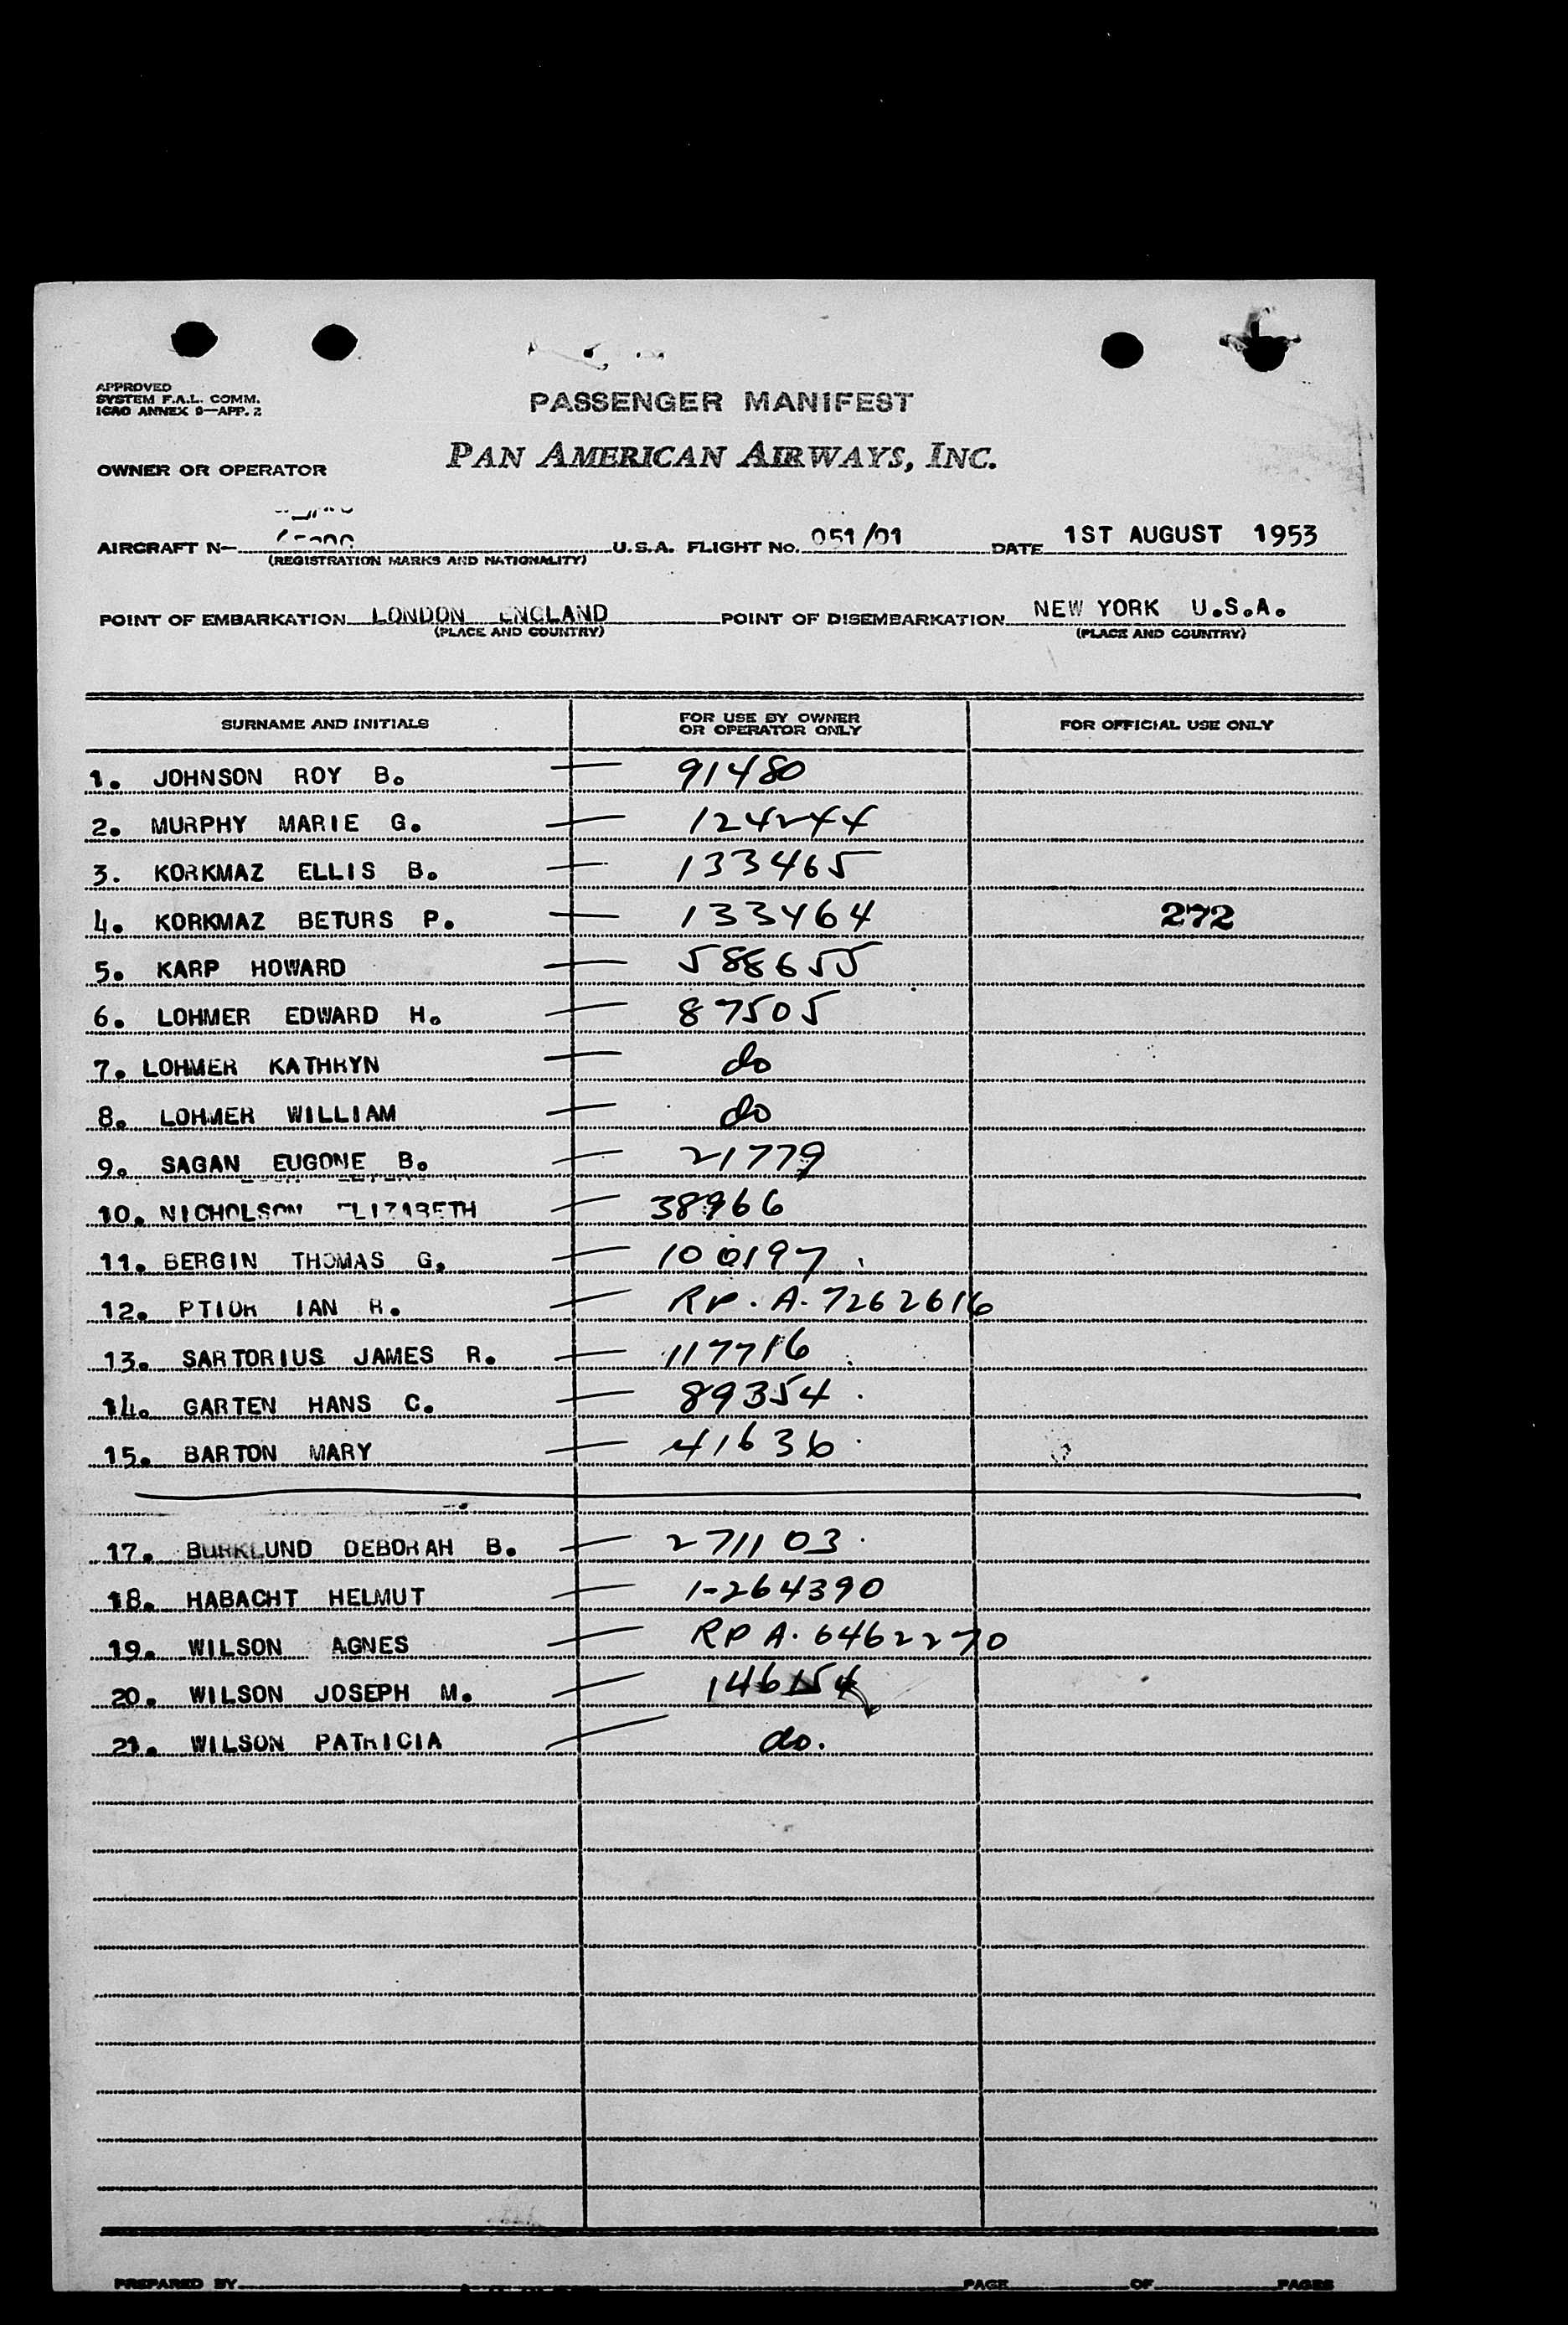 APPROVED
SYSTEM F.A.L. COMM.
ICAO ANNEX 9—APP. 2
PASSENGER MANIFEST
OWNER OR OPERATOR
PAN AMERICAN AIRWAYS, INC.
AIRCRAFT N— U.S.A. FLIGHT NO. 051/01 DATE 1ST AUGUST 1953
(REGISTRATION MARKS AND NATIONALITY)
POINT OF EMBARKATION LONDON ENGLAND POINT OF DISEMBARKATION NEW YORK U.S.A.
(PLACE AND COUNTRY) (PLACE AND COUNTRY)
SURNAME AND INITIALS FOR USE BY OWNER OR OPERATOR ONLY FOR OFFICIAL USE ONLY
1. JOHNSON ROY B. — 91480
2. MURPHY MARIE G. — 124244
3. KORKMAZ ELLIS B. — 133465
4. KORKMAZ BETURS P. — 133464 272
5. KARP HOWARD — 588655
6. LOHMER EDWARD H. — 87505
7. LOHMER KATHRYN — do
8. LOHMER WILLIAM — do
9. SAGAN EUGONE B. — 21779
10. NICHOLSON ELIZABETH — 38966
11. BERGIN THOMAS G. — 100197
12. PTIOR IAN R. — RP. A. 7262616
13. SARTORIUS JAMES R. — 117716
14. GARTEN HANS C. — 89354
15. BARTON MARY — 41636
17. BURKLUND DEBORAH B. — 271103
18. HABACHT HELMUT — 1-264390
19. WILSON AGNES — RP A. 6462270
20. WILSON JOSEPH M. — 146154
21. WILSON PATRICIA — do.
PREPARED BY PAGE OF PAGES